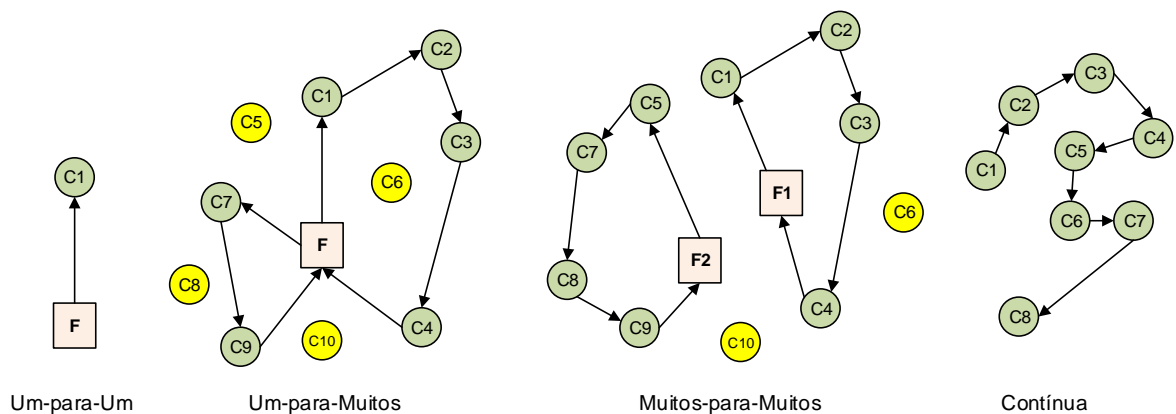 C1
F
Um-para-Um
C5
C1
C2
C3
C6
C7
F
C8
C9
C10
C4
Um-para-Muitos
C5
C7
C8
C9
F2
C1
C2
C3
F1
C4
C6
C10
Muitos-para-Muitos
C1
C2
C3
C4
C5
C6
C7
C8
Contínua